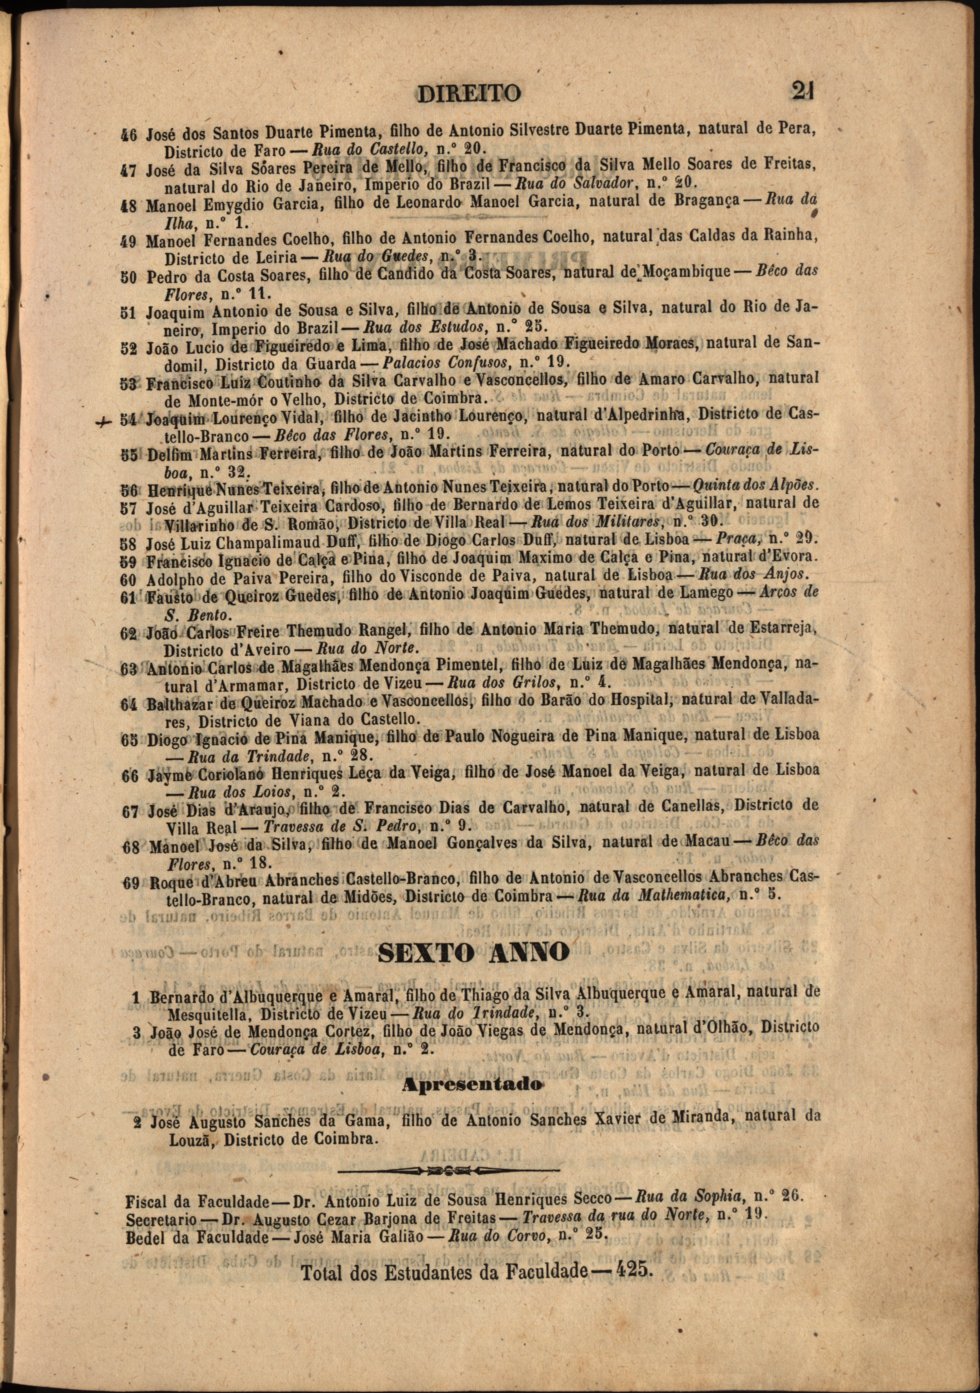 DIREITO 21
46 José dos Santos Duarte Pimenta, filho de Antonio Silvestre Duarte Pimenta, natural de Pera,
Districto de Faro — Rua do Castello, n.º 20.
47 José da Silva Soares Pereira de Mello, filho de Francisco da Silva Mello Soares de Freitas,
natural do Rio de Janeiro, Imperio do Brazil — Rua do Salvador, n.º 20.
48 Manoel Emygdio Garcia, filho de Leonardo Manoel Garcia, natural de Bragança — Rua da
Ilha, n.º 1.
49 Manoel Fernandes Coelho, filho de Antonio Fernandes Coelho, natural das Caldas da Rainha,
Districto de Leiria — Rua do Guedes, n.º 3.
50 Pedro da Costa Soares, filho de Candido da Costa Soares, natural de Moçambique — Bêco das
Flores, n.º 11.
51 Joaquim Antonio de Sousa e Silva, filho de Antonio de Sousa e Silva, natural do Rio de Ja-
neiro, Imperio do Brazil — Rua dos Estudos, n.º 25.
52 João Lucio de Figueiredo e Lima, filho de José Machado Figueiredo Moraes, natural de San-
domil, Districto da Guarda — Palacios Confusos, n.º 19.
53 Francisco Luiz Coutinho da Silva Carvalho e Vasconcellos, filho de Amaro Carvalho, natural
de Monte-mór o Velho, Districto de Coimbra.
54 Joaquim Lourenço Vidal, filho de Jacintho Lourenço, natural d'Alpedrinha, Districto de Cas-
tello-Branco — Bêco das Flores, n.º 19.
55 Delfim Martins Ferreira, filho de João Martins Ferreira, natural do Porto — Couraça de Lis-
boa, n.º 32.
56 Henrique Nunes Teixeira, filho de Antonio Nunes Teixeira, natural do Porto — Quinta dos Alpões.
57 José d'Aguillar Teixeira Cardoso, filho de Bernardo de Lemos Teixeira d'Aguillar, natural de
Villarinho de S. Romão, Districto de Villa Real — Rua dos Militares, n.º 30.
58 José Luiz Champalimaud Duff, filho de Diogo Carlos Duff, natural de Lisboa — Praça, n.º 29.
59 Francisco Ignacio de Calça e Pina, filho de Joaquim Maximo de Calça e Pina, natural d'Evora.
60 Adolpho de Paiva Pereira, filho do Visconde de Paiva, natural de Lisboa — Rua dos Anjos.
61 Fausto de Queiroz Guedes, filho de Antonio Joaquim Guedes, natural de Lamego — Arcos de
S. Bento.
62 João Carlos Freire Themudo Rangel, filho de Antonio Maria Themudo, natural de Estarreja,
Districto d'Aveiro — Rua do Norte.
63 Antonio Carlos de Magalhães Mendonça Pimentel, filho de Luiz de Magalhães Mendonça, na-
tural d'Armamar, Districto de Vizeu — Rua dos Grilos, n.º 4.
64 Balthazar de Queiroz Machado e Vasconcellos, filho do Barão do Hospital, natural de Vallada-
res, Districto de Viana do Castello.
65 Diogo Ignacio de Pina Manique, filho de Paulo Nogueira de Pina Manique, natural de Lisboa
— Rua da Trindade, n.º 28.
66 Jayme Coriolano Henriques Leça da Veiga, filho de José Manoel da Veiga, natural de Lisboa
— Rua dos Loios, n.º 2.
67 José Dias d'Araujo, filho de Francisco Dias de Carvalho, natural de Canellas, Districto de
Villa Real — Travessa de S. Pedro, n.º 9.
68 Manoel José da Silva, filho de Manoel Gonçalves da Silva, natural de Macau — Bêco das
Flores, n.º 18.
69 Roque d'Abreu Abranches Castello-Branco, filho de Antonio de Vasconcellos Abranches Cas-
tello-Branco, natural de Midões, Districto de Coimbra — Rua da Mathematica, n.º 5.
SEXTO ANNO
1 Bernardo d'Albuquerque e Amaral, filho de Thiago da Silva Albuquerque e Amaral, natural de
Mesquitella, Districto de Vizeu — Rua do Trindade, n.º 3.
3 João José de Mendonça Cortez, filho de João Viegas de Mendonça, natural d'Olhão, Districto
de Faro — Couraça de Lisboa, n.º 2.
Apresentado
2 José Augusto Sanches da Gama, filho de Antonio Sanches Xavier de Miranda, natural da
Louzã, Districto de Coimbra.
Fiscal da Faculdade — Dr. Antonio Luiz de Sousa Henriques Secco — Rua da Sophia, n.º 26.
Secretario — Dr. Augusto Cezar Barjona de Freitas — Travessa da rua do Norte, n.º 19.
Bedel da Faculdade — José Maria Galião — Rua do Corvo, n.º 25.
Total dos Estudantes da Faculdade — 425.